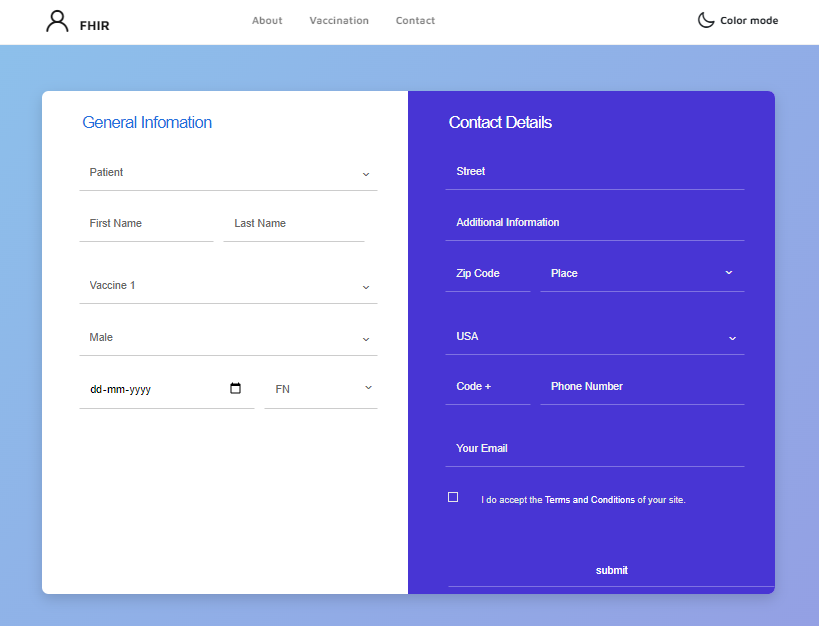 FHIR
About Vaccination Contact
Color mode
General Infomation
Patient
First Name Last Name
Vaccine 1
Male
dd-mm-yyyy FN
Contact Details
Street
Additional Information
Zip Code Place
USA
Code + Phone Number
Your Email
I do accept the Terms and Conditions of your site.
submit